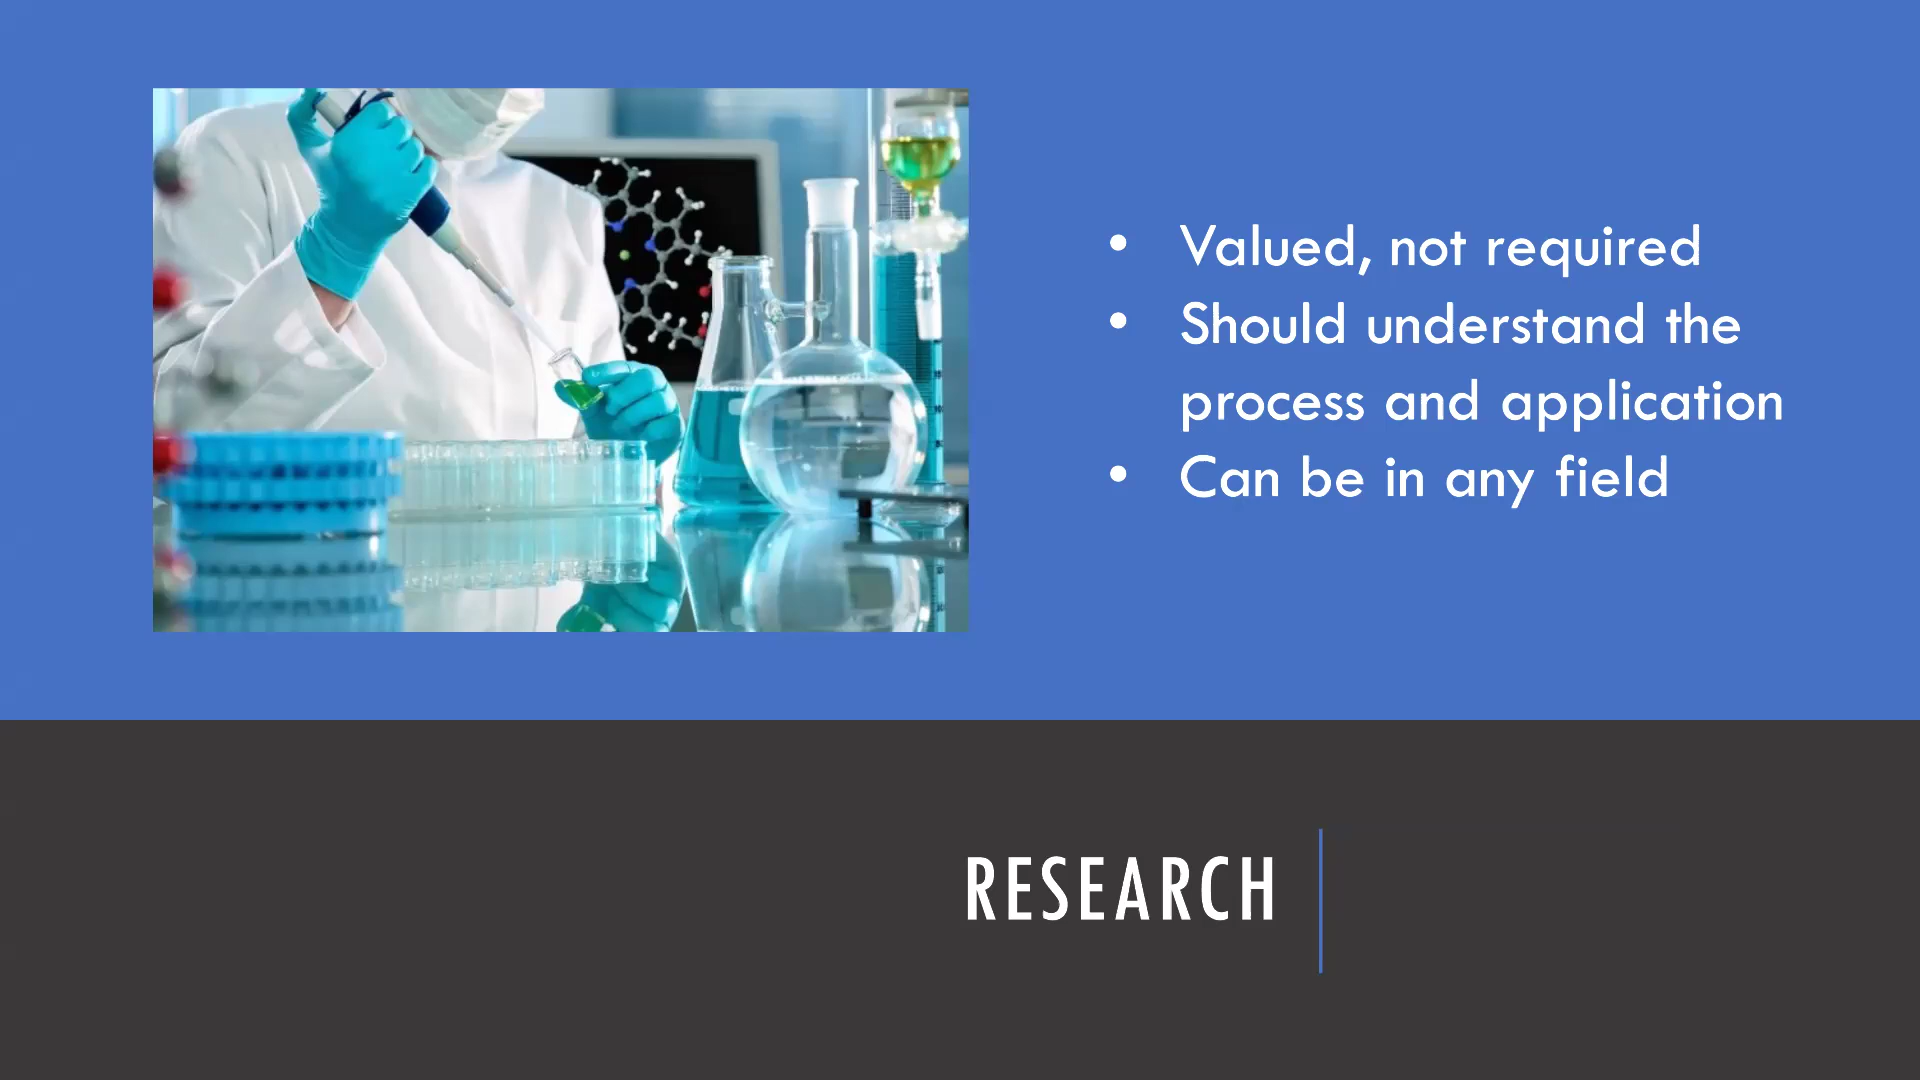 • Valued, not required
• Should understand the
process and application
• Can be in any field
RESEARCH